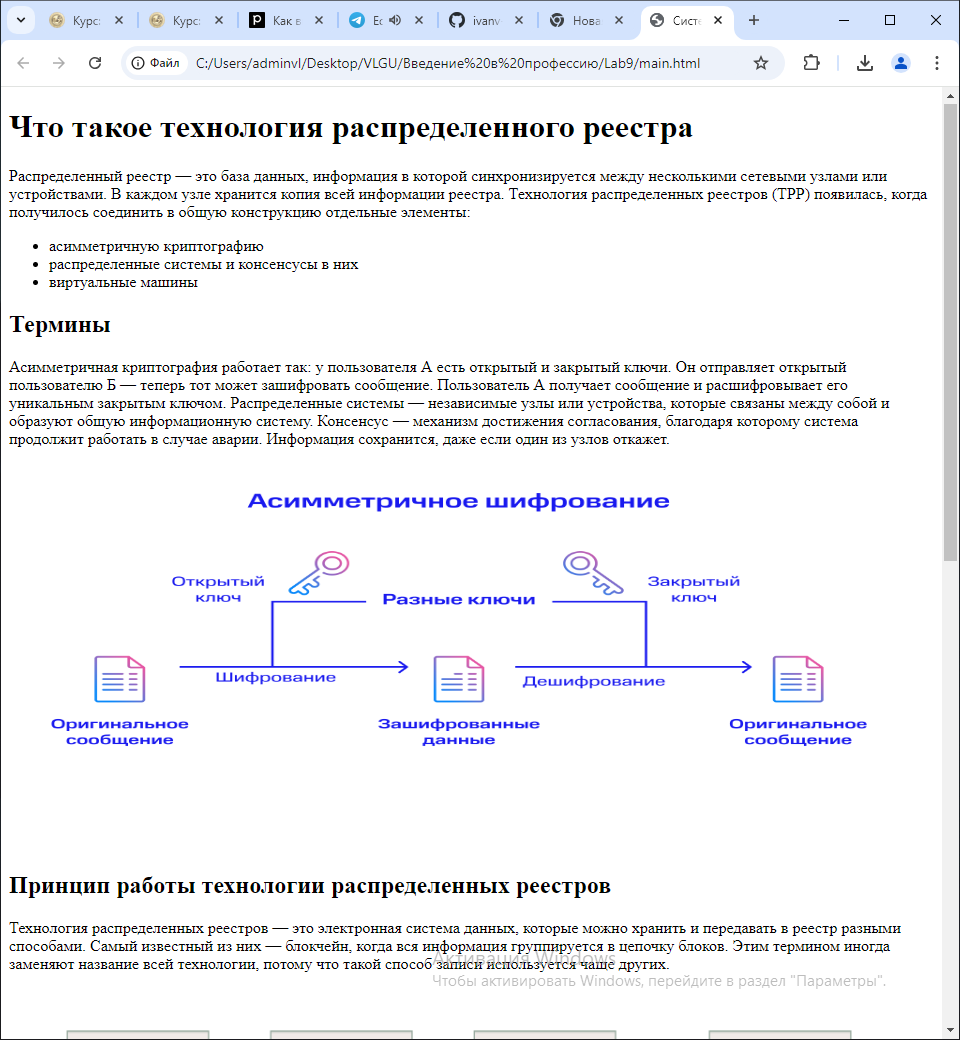 Курс:
Курс:
Как в
Ес
ivanv
Нова
Систе
Файл
C:/Users/adminvl/Desktop/VLGU/Введение%20в%20профессию/Lab9/main.html
Что такое технология распределенного реестра
Распределенный реестр — это база данных, информация в которой синхронизируется между несколькими сетевыми узлами или
устройствами. В каждом узле хранится копия всей информации реестра. Технология распределенных реестров (ТРР) появилась, когда
получилось соединить в общую конструкцию отдельные элементы:
• асимметричную криптографию
• распределенные системы и консенсусы в них
• виртуальные машины
Термины
Асимметричная криптография работает так: у пользователя А есть открытый и закрытый ключи. Он отправляет открытый
пользователю Б — теперь тот может зашифровать сообщение. Пользователь А получает сообщение и расшифровывает его
уникальным закрытым ключом. Распределенные системы — независимые узлы или устройства, которые связаны между собой и
образуют общую информационную систему. Консенсус — механизм достижения согласования, благодаря которому система
продолжит работать в случае аварии. Информация сохранится, даже если один из узлов откажет.
Асимметричное шифрование
Открытый
ключ
Разные ключи
Закрытый
ключ
Шифрование
Дешифрование
Оригинальное
сообщение
Зашифрованные
данные
Оригинальное
сообщение
Принцип работы технологии распределенных реестров
Технология распределенных реестров — это электронная система данных, которые можно хранить и передавать в реестр разными
способами. Самый известный из них — блокчейн, когда вся информация группируется в цепочку блоков. Этим термином иногда
заменяют название всей технологии, потому что такой способ записи используется чаще других.
Активация Windows
Чтобы активировать Windows, перейдите в раздел "Параметры".